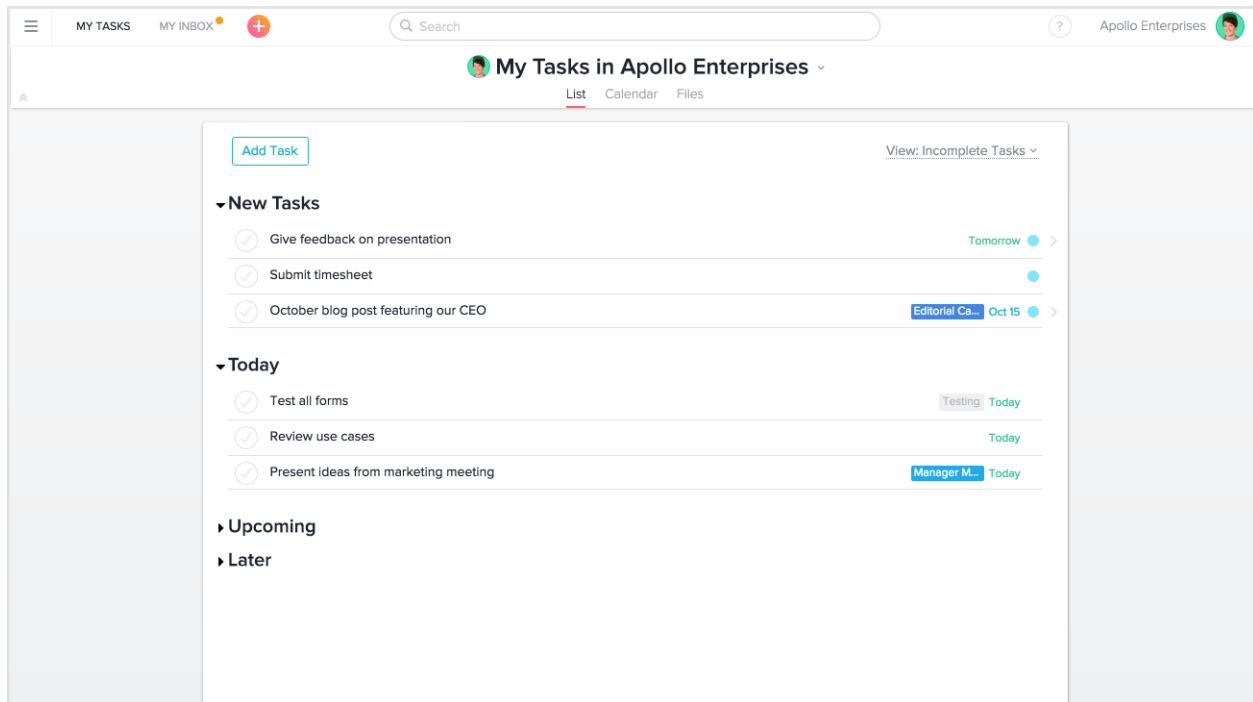 MY TASKS MY INBOX + Search ? Apollo Enterprises
My Tasks in Apollo Enterprises
List Calendar Files
Add Task View: Incomplete Tasks
New Tasks
Give feedback on presentation Tomorrow
Submit timesheet
October blog post featuring our CEO Editorial Ca... Oct 15
Today
Test all forms Testing Today
Review use cases Today
Present ideas from marketing meeting Manager M... Today
Upcoming
Later